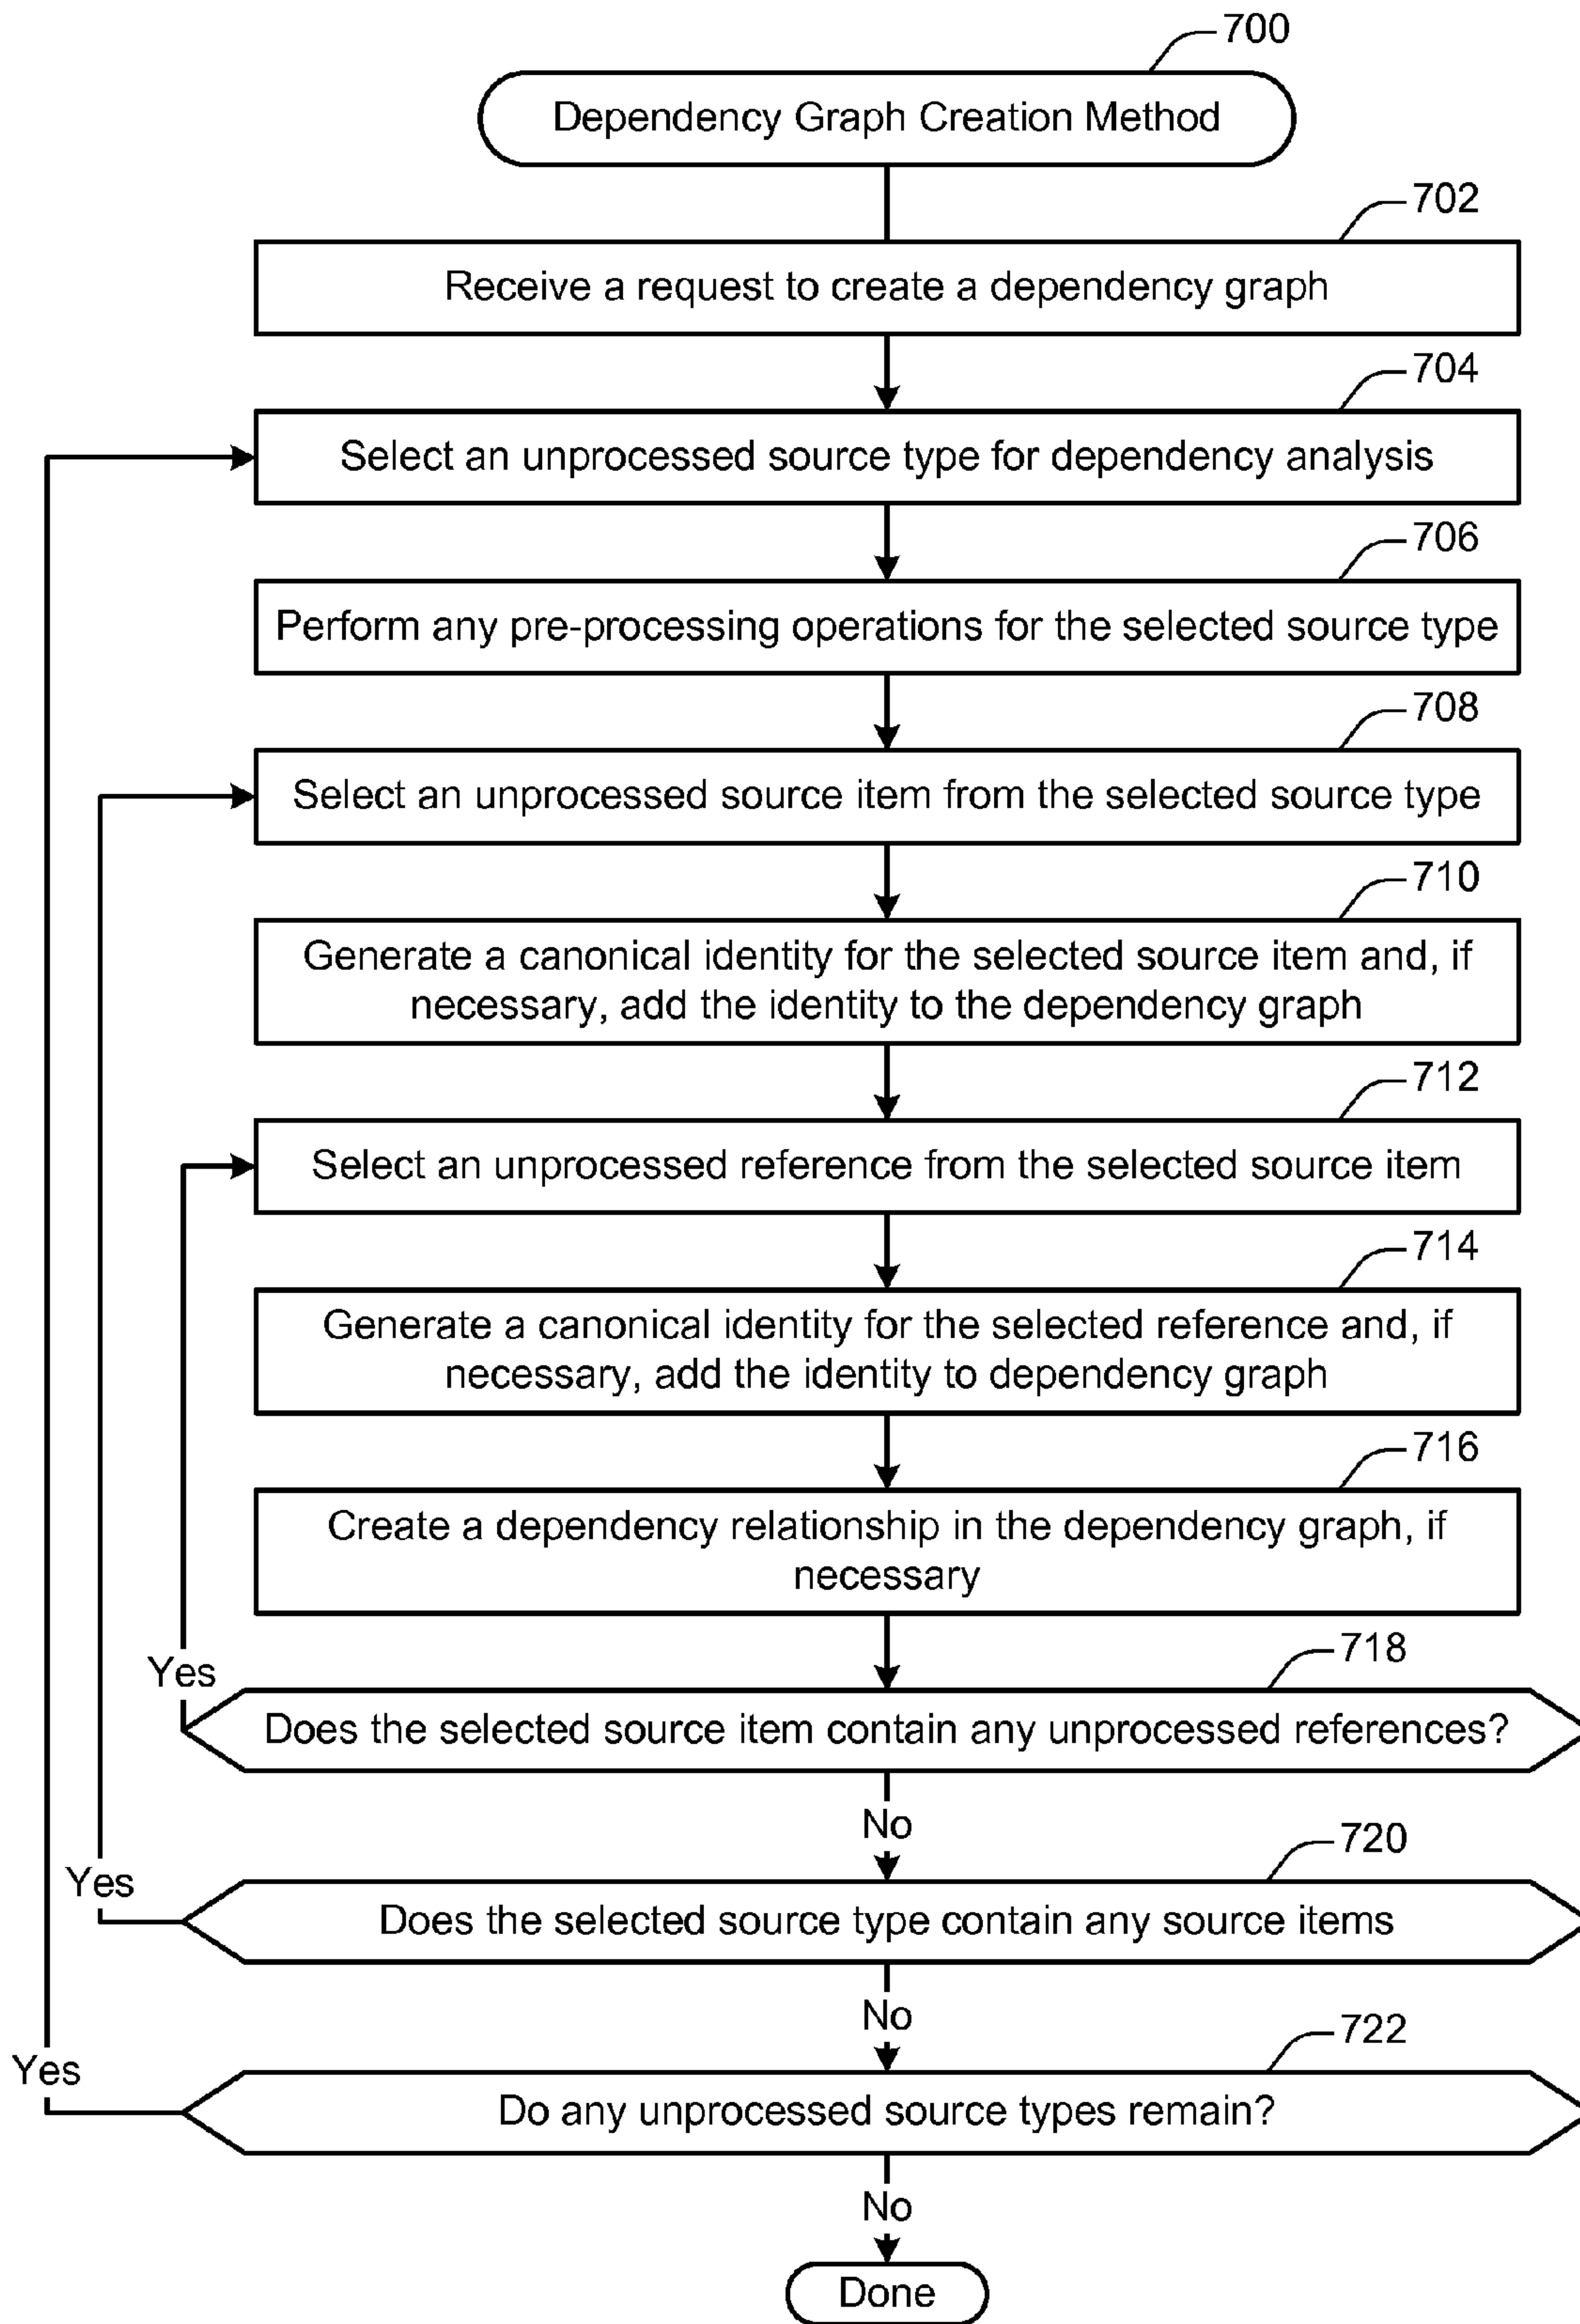 700
Dependency Graph Creation Method
702
Receive a request to create a dependency graph
704
Select an unprocessed source type for dependency analysis
706
Perform any pre-processing operations for the selected source type
708
Select an unprocessed source item from the selected source type
710
Generate a canonical identity for the selected source item and, if
necessary, add the identity to the dependency graph
712
Select an unprocessed reference from the selected source item
714
Generate a canonical identity for the selected reference and, if
necessary, add the identity to dependency graph
716
Create a dependency relationship in the dependency graph, if
necessary
718
Yes
Does the selected source item contain any unprocessed references?
No
720
Yes
Does the selected source type contain any source items
No
722
Yes
Do any unprocessed source types remain?
No
Done